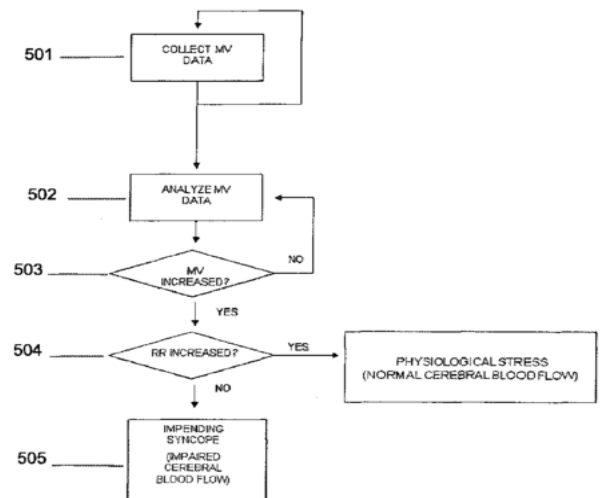 501
COLLECT MV
DATA
502
ANALYZE MV
DATA
NO
503
MV
INCREASED?
YES
504
RR INCREASED?
YES
PHYSIOLOGICAL STRESS
(NORMAL CEREBRAL BLOOD FLOW)
NO
505
IMPENDING
SYNCOPE
(IMPAIRED
CEREBRAL
BLOOD FLOW)